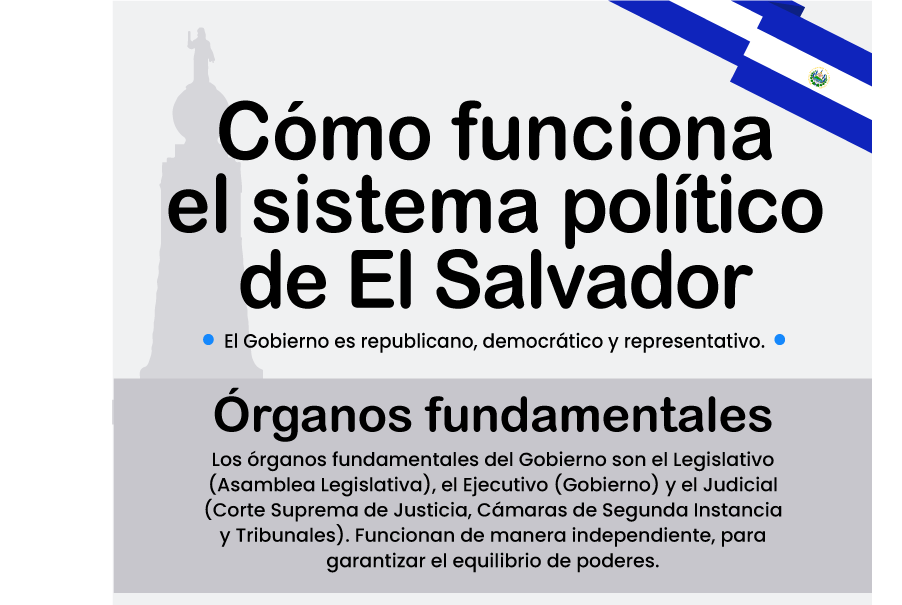 Cómo funciona
el sistema político
de El Salvador
El Gobierno es republicano, democrático y representativo.
Órganos fundamentales
Los órganos fundamentales del Gobierno son el Legislativo
(Asamblea Legislativa), el Ejecutivo (Gobierno) y el Judicial
(Corte Suprema de Justicia, Cámaras de Segunda Instancia
y Tribunales). Funcionan de manera independiente, para
garantizar el equilibrio de poderes.